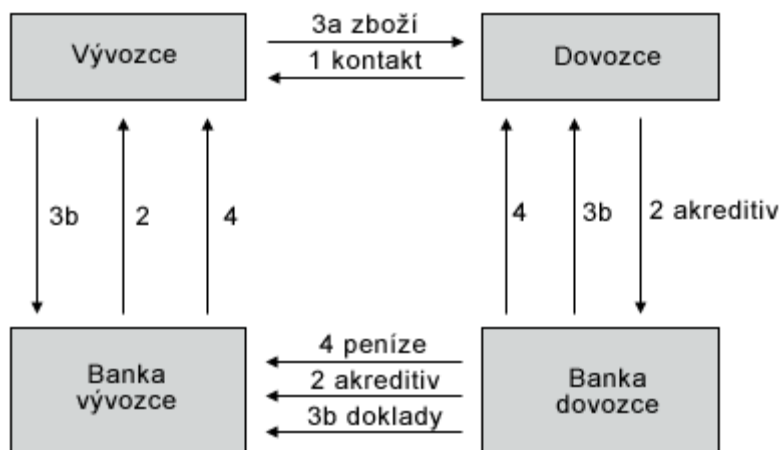 Vývozce
3a zboží
1 kontakt
Dovozce
3b
2
4
4
3b
2 akreditiv
Banka
vývozce
4 peníze
2 akreditiv
3b doklady
Banka
dovozce